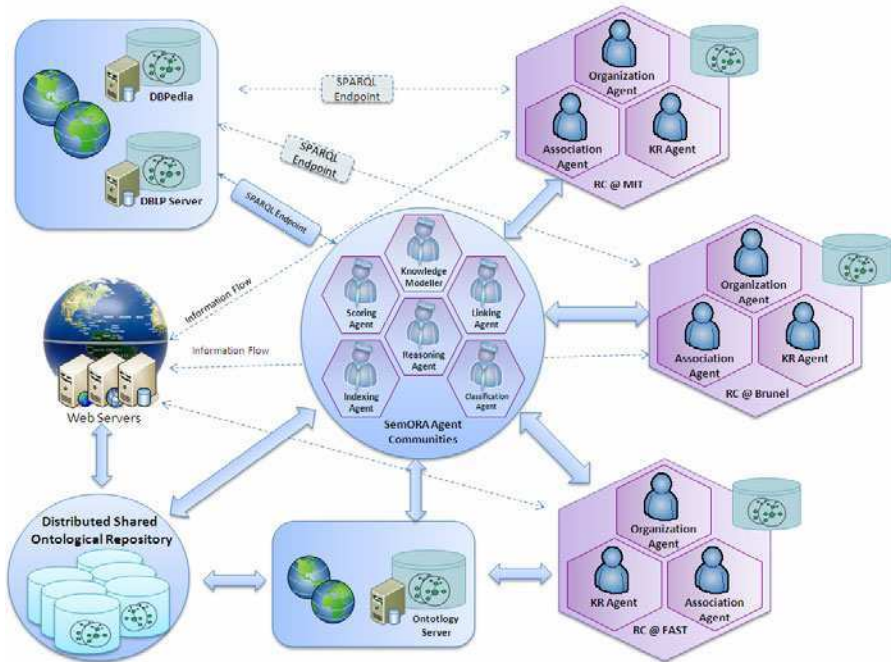 DBPedia
DBLP Server
SPARQL
Endpoint
SPARQL
Endpoint
SPARQL Endpoint
Organization
Agent
Association
Agent
KR Agent
RC @ MIT
Knowledge
Modeller
Scoring
Agent
Linking
Agent
Reasoning
Agent
Indexing
Agent
Classification
Agent
SemORA Agent
Communities
Organization
Agent
Association
Agent
KR Agent
RC @ Brunel
Information Flow
Information Flow
Web Servers
Distributed Shared
Ontological Repository
Ontotlogy
Server
Organization
Agent
KR Agent
Association
Agent
RC @ FAST